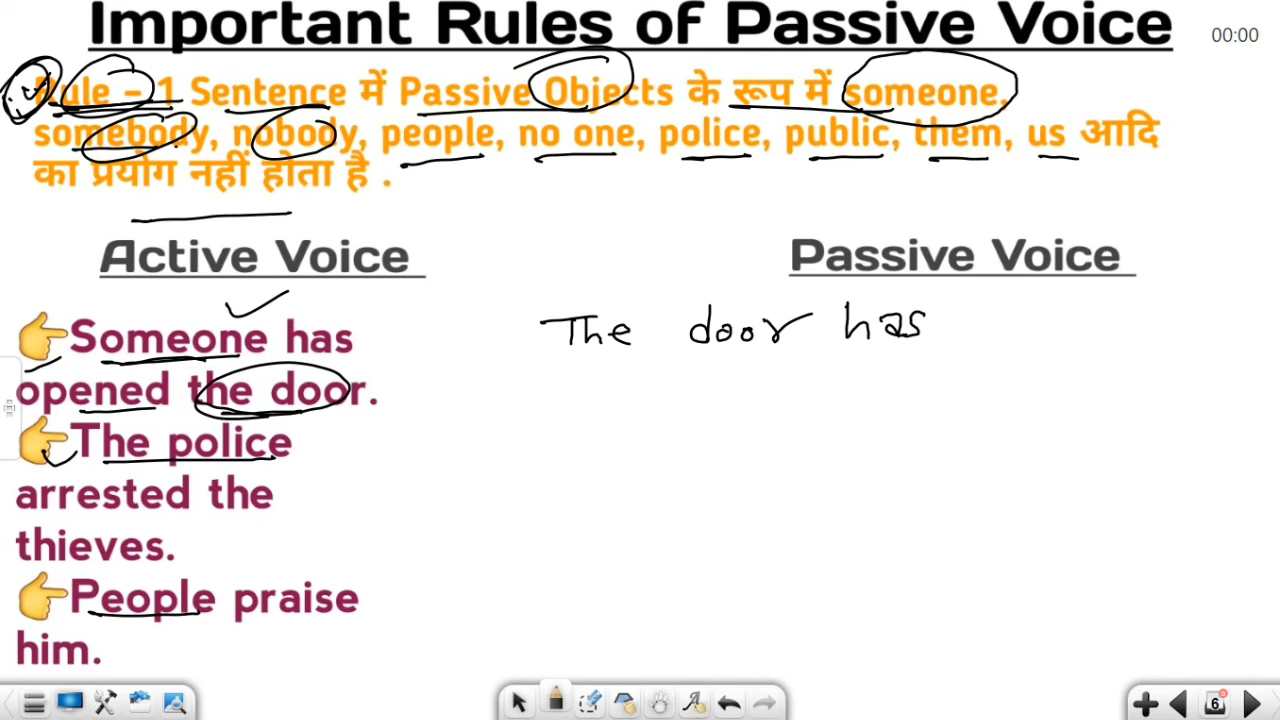 Important Rules of Passive Voice
00:00
Rule - 1 Sentence में Passive Objects के रूप में someone,
somebody, nobody, people, no one, police, public, them, us आदि
का प्रयोग नहीं होता है .
Active Voice
Passive Voice
👉Someone has
opened the door.
The door has
👉The police
arrested the
thieves.
👉People praise
him.
6